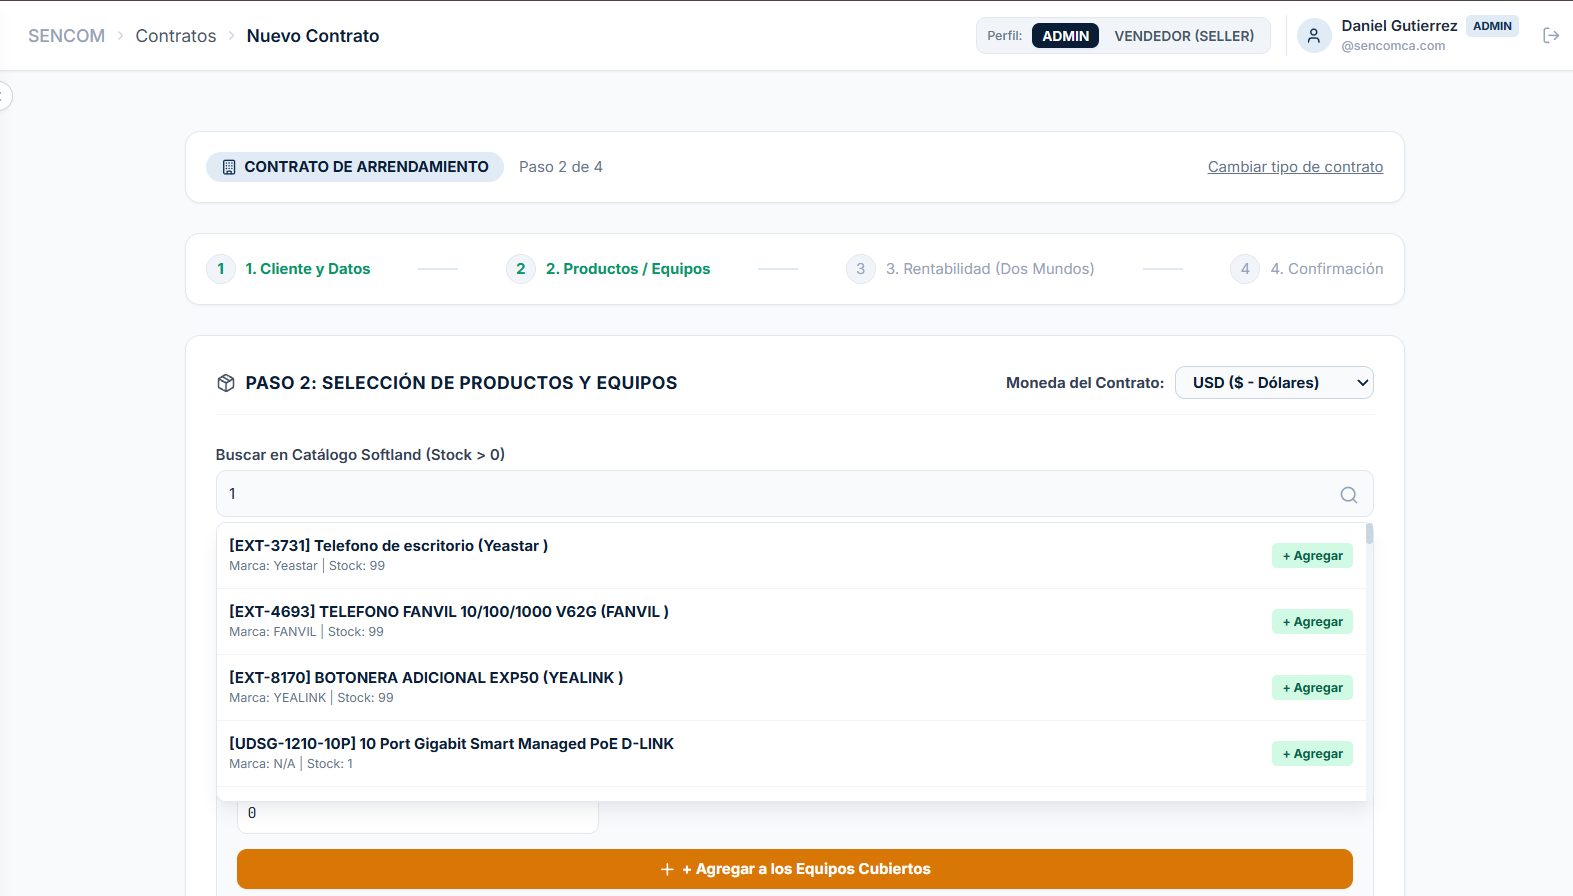 SENCOM > Contratos > Nuevo Contrato
Perfil: ADMIN VENDEDOR (SELLER)
Daniel Gutierrez ADMIN
@sencomca.com
CONTRATO DE ARRENDAMIENTO Paso 2 de 4 Cambiar tipo de contrato
1 1. Cliente y Datos 2 2. Productos / Equipos 3 3. Rentabilidad (Dos Mundos) 4 4. Confirmación
PASO 2: SELECCIÓN DE PRODUCTOS Y EQUIPOS Moneda del Contrato: USD ($ - Dólares)
Buscar en Catálogo Softland (Stock > 0)
1
[EXT-3731] Telefono de escritorio (Yeastar )
Marca: Yeastar | Stock: 99
+ Agregar
[EXT-4693] TELEFONO FANVIL 10/100/1000 V62G (FANVIL )
Marca: FANVIL | Stock: 99
+ Agregar
[EXT-8170] BOTONERA ADICIONAL EXP50 (YEALINK )
Marca: YEALINK | Stock: 99
+ Agregar
[UDSG-1210-10P] 10 Port Gigabit Smart Managed PoE D-LINK
Marca: N/A | Stock: 1
+ Agregar
0
+ + Agregar a los Equipos Cubiertos